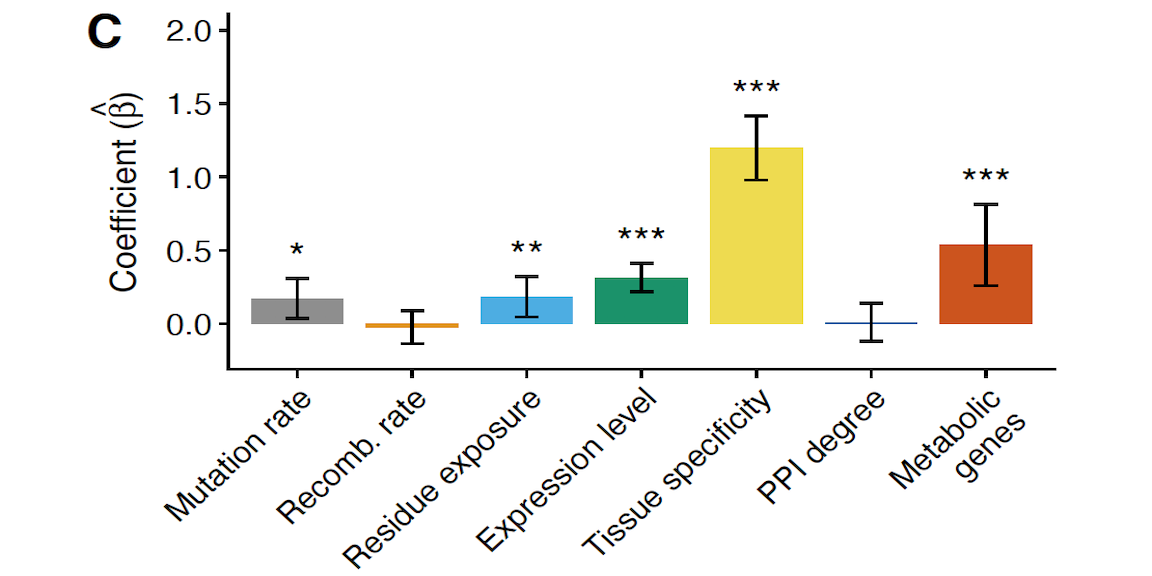 C
Coefficient (β̂)
2.0
1.5
1.0
0.5
0.0
*
**
***
***
***
Mutation rate
Recomb. rate
Residue exposure
Expression level
Tissue specificity
PPI degree
Metabolic
genes